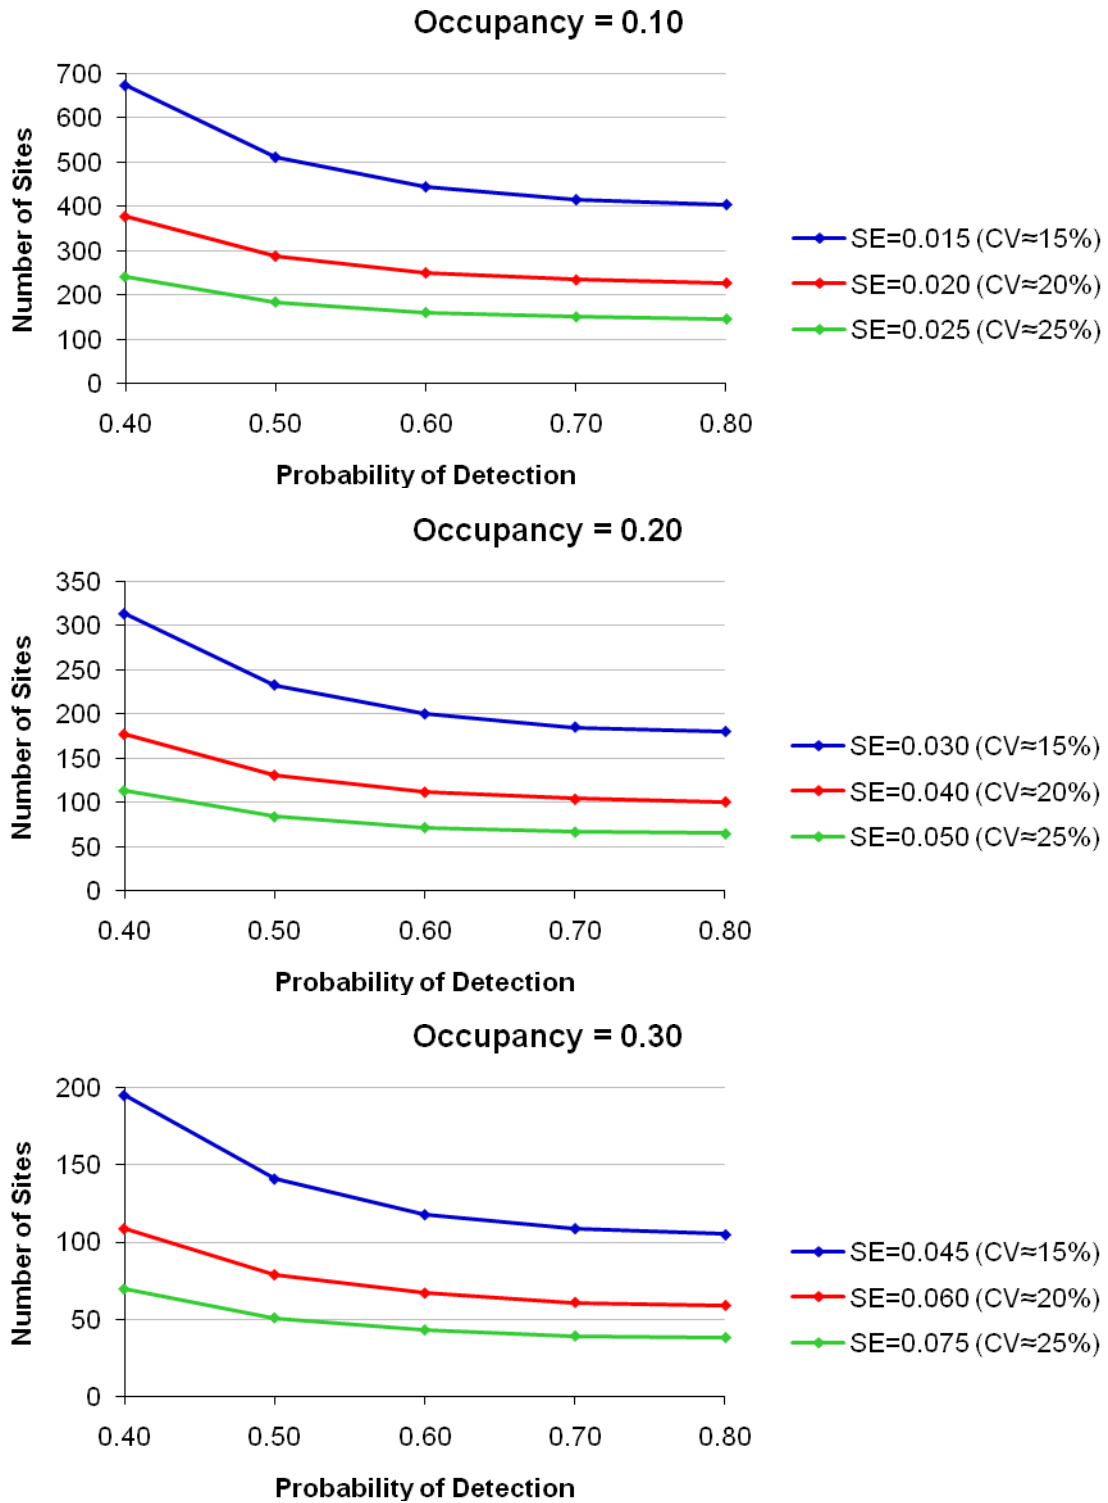 Occupancy = 0.10
Number of Sites
700
600
500
400
300
200
100
0
0.40 0.50 0.60 0.70 0.80
Probability of Detection
SE=0.015 (CV≈15%)
SE=0.020 (CV≈20%)
SE=0.025 (CV≈25%)
Occupancy = 0.20
Number of Sites
350
300
250
200
150
100
50
0
0.40 0.50 0.60 0.70 0.80
Probability of Detection
SE=0.030 (CV≈15%)
SE=0.040 (CV≈20%)
SE=0.050 (CV≈25%)
Occupancy = 0.30
Number of Sites
200
150
100
50
0
0.40 0.50 0.60 0.70 0.80
Probability of Detection
SE=0.045 (CV≈15%)
SE=0.060 (CV≈20%)
SE=0.075 (CV≈25%)